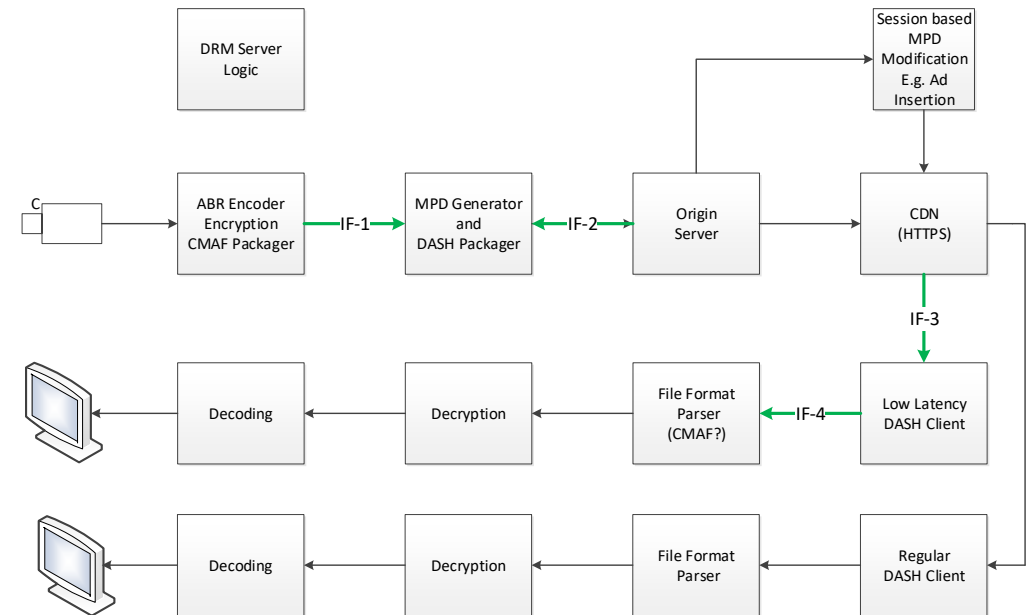 DRM Server
Logic
Session based
MPD
Modification
E.g. Ad
Insertion
C
ABR Encoder
Encryption
CMAF Packager
IF-1
MPD Generator
and
DASH Packager
IF-2
Origin
Server
CDN
(HTTPS)
IF-3
Decoding
Decryption
File Format
Parser
(CMAF?)
IF-4
Low Latency
DASH Client
Decoding
Decryption
File Format
Parser
Regular
DASH Client